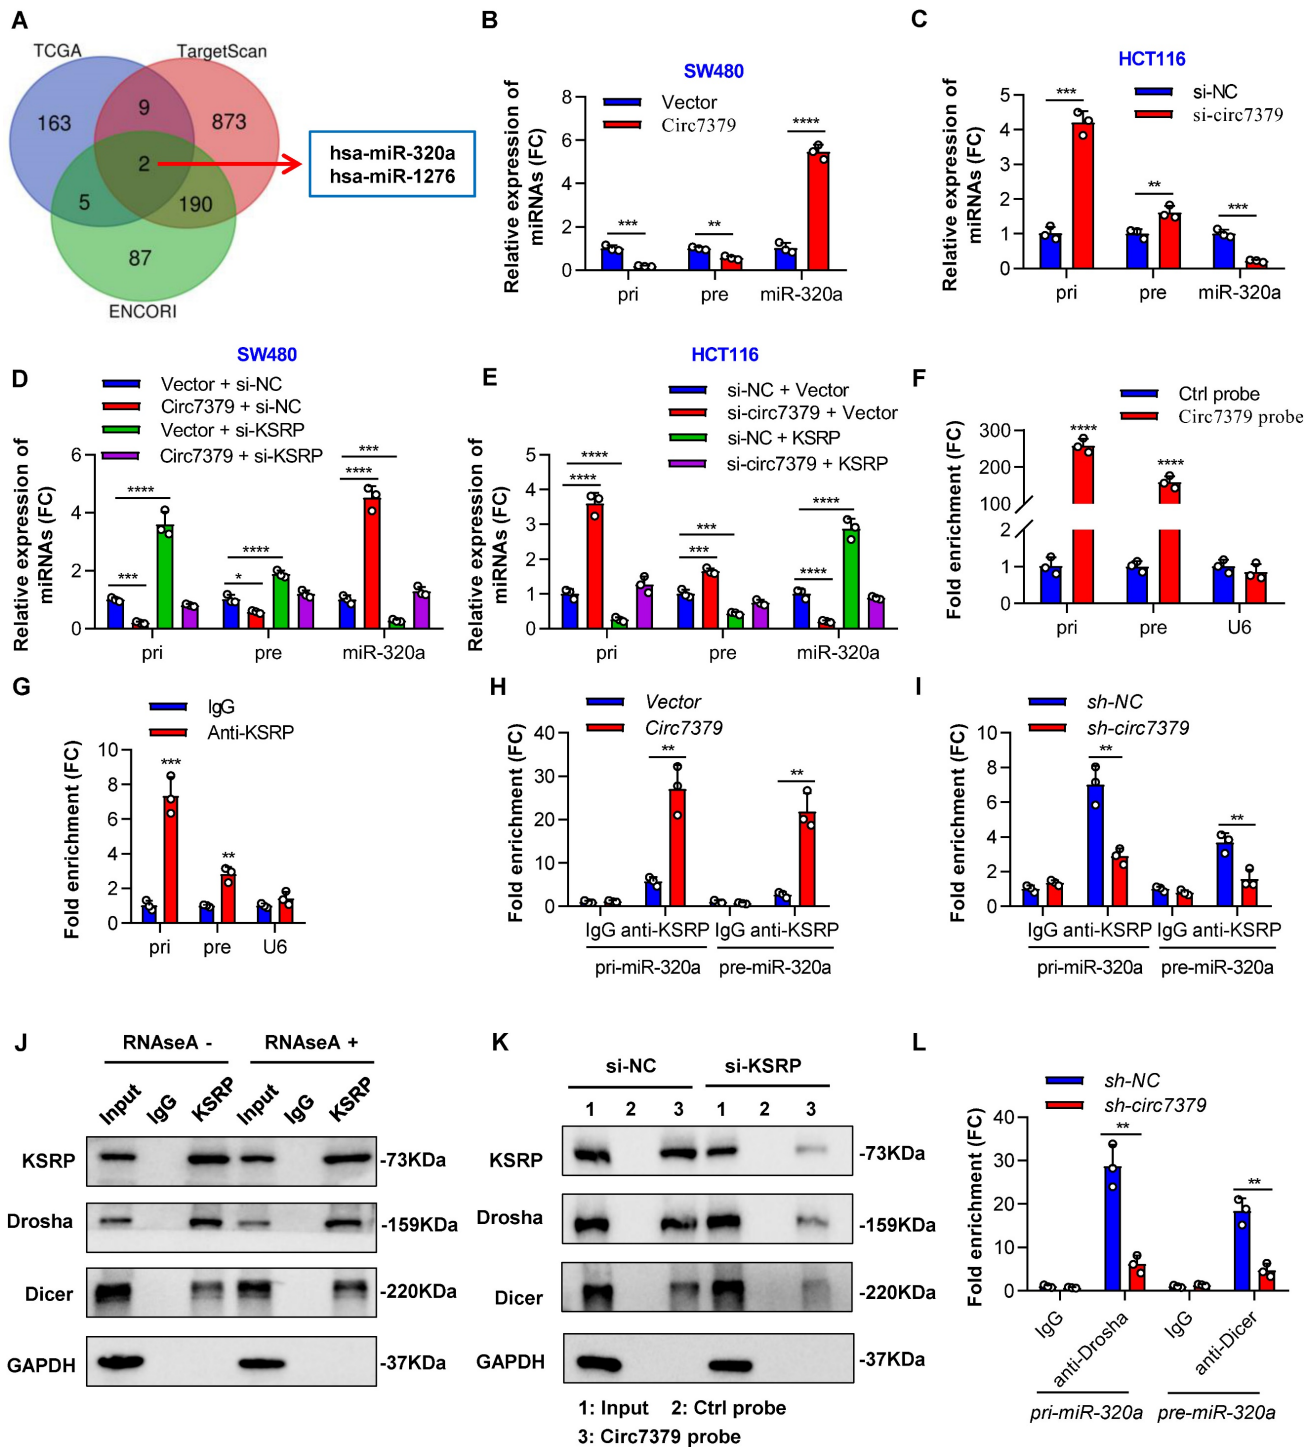 A
TCGA
TargetScan
163
9
873
2
5
190
87
ENCORI
hsa-miR-320a
hsa-miR-1276
B
SW480
Vector
Circ7379
Relative expression of
miRNAs (FC)
8
6
4
2
0
***
**
****
pri
pre
miR-320a
C
HCT116
si-NC
si-circ7379
Relative expression of
miRNAs (FC)
5
4
3
2
1
0
***
**
***
pri
pre
miR-320a
D
SW480
Vector + si-NC
Circ7379 + si-NC
Vector + si-KSRP
Circ7379 + si-KSRP
Relative expression of
miRNAs (FC)
6
4
2
0
****
***
****
*
***
****
pri
pre
miR-320a
E
HCT116
si-NC + Vector
si-circ7379 + Vector
si-NC + KSRP
si-circ7379 + KSRP
Relative expression of
miRNAs (FC)
5
4
3
2
1
0
****
****
***
***
****
****
pri
pre
miR-320a
F
Ctrl probe
Circ7379 probe
Fold enrichment (FC)
300
200
100
2
1
0
****
****
pri
pre
U6
G
IgG
Anti-KSRP
Fold enrichment (FC)
10
8
6
4
2
0
***
**
pri
pre
U6
H
Vector
Circ7379
Fold enrichment (FC)
40
30
20
10
0
**
**
IgG anti-KSRP IgG anti-KSRP
pri-miR-320a
pre-miR-320a
I
sh-NC
sh-circ7379
Fold enrichment (FC)
10
8
6
4
2
0
**
**
IgG anti-KSRP IgG anti-KSRP
pri-miR-320a
pre-miR-320a
J
RNAseA -
RNAseA +
Input
IgG
KSRP
Input
IgG
KSRP
KSRP
-73KDa
Drosha
-159KDa
Dicer
-220KDa
GAPDH
-37KDa
K
si-NC
si-KSRP
1 2 3 1 2 3
KSRP
-73KDa
Drosha
-159KDa
Dicer
-220KDa
GAPDH
-37KDa
1: Input 2: Ctrl probe
3: Circ7379 probe
L
sh-NC
sh-circ7379
Fold enrichment (FC)
40
30
20
10
0
**
**
IgG
anti-Drosha
IgG
anti-Dicer
pri-miR-320a
pre-miR-320a